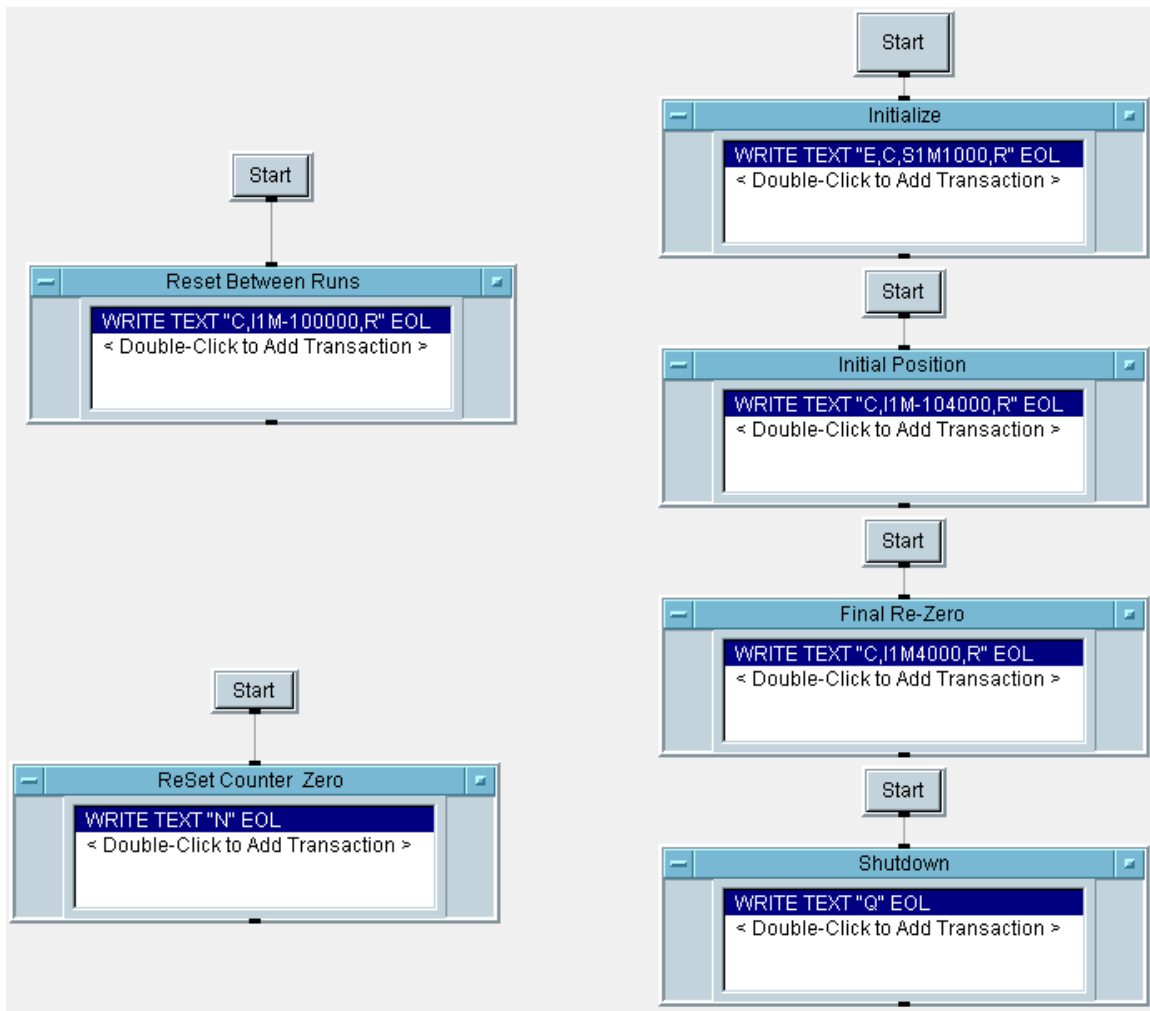 Start
Reset Between Runs
WRITE TEXT "C,I1M-100000,R" EOL
< Double-Click to Add Transaction >
Start
ReSet Counter Zero
WRITE TEXT "N" EOL
< Double-Click to Add Transaction >
Start
Initialize
WRITE TEXT "E,C,S1M1000,R" EOL
< Double-Click to Add Transaction >
Start
Initial Position
WRITE TEXT "C,I1M-104000,R" EOL
< Double-Click to Add Transaction >
Start
Final Re-Zero
WRITE TEXT "C,I1M4000,R" EOL
< Double-Click to Add Transaction >
Start
Shutdown
WRITE TEXT "Q" EOL
< Double-Click to Add Transaction >